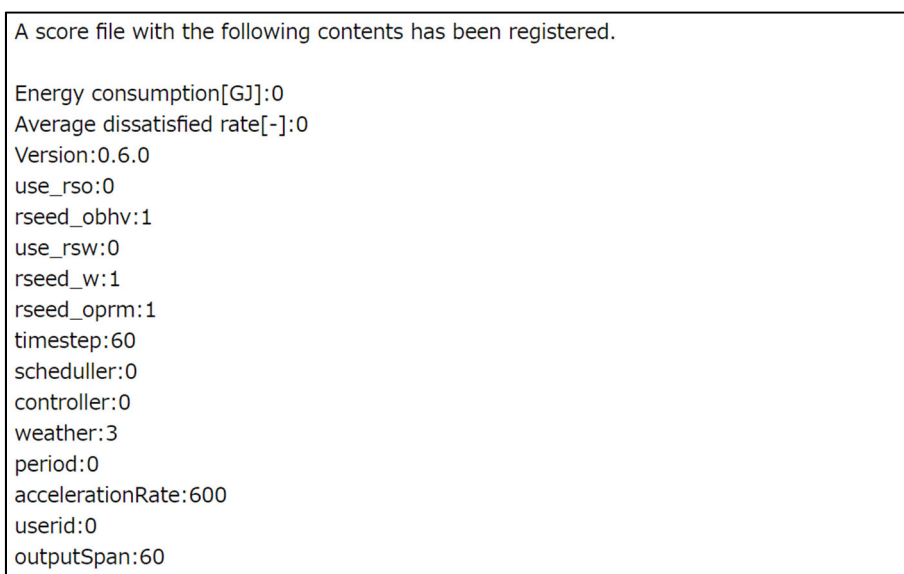 A score file with the following contents has been registered.
Energy consumption[GJ]:0
Average dissatisfied rate[-]:0
Version:0.6.0
use_rso:0
rseed_obhv:1
use_rsw:0
rseed_w:1
rseed_oprm:1
timestep:60
scheduller:0
controller:0
weather:3
period:0
accelerationRate:600
userid:0
outputSpan:60